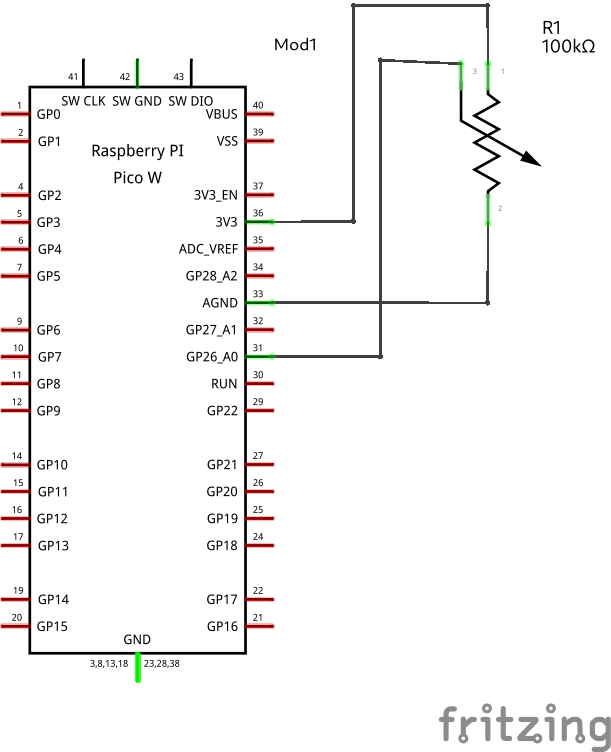 R1
100kΩ
Mod1
41 42 43
SW CLK SW GND SW DIO
3 1
1 GP0 VBUS 40
2 GP1 VSS 39
Raspberry PI
Pico W
4 GP2 3V3_EN 37
2
5 GP3 3V3 36
6 GP4 ADC_VREF 35
7 GP5 GP28_A2 34
AGND 33
9 GP6 GP27_A1 32
10 GP7 GP26_A0 31
11 GP8 RUN 30
12 GP9 GP22 29
14 GP10 GP21 27
15 GP11 GP20 26
16 GP12 GP19 25
17 GP13 GP18 24
19 GP14 GP17 22
20 GP15 GP16 21
GND
3,8,13,18 23,28,38
fritzing